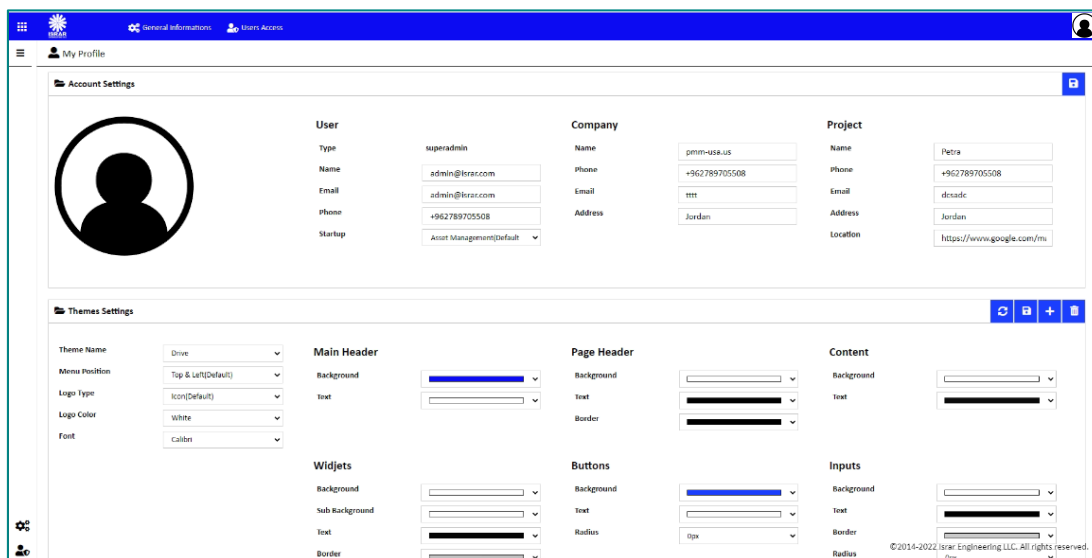 ISRAR
General Informations Users Access
My Profile
Account Settings
User
Type superadmin
Name admin@israr.com
Email admin@israr.com
Phone +962789705508
Startup Asset Management(Default
Company
Name pmm-usa.us
Phone +962789705508
Email tttt
Address Jordan
Project
Name Petra
Phone +962789705508
Email dcsadc
Address Jordan
Location https://www.google.com/ma
Themes Settings
Theme Name Drive
Menu Position Top & Left(Default)
Logo Type Icon(Default)
Logo Color White
Font Calibri
Main Header
Background
Text
Page Header
Background
Text
Border
Content
Background
Text
Widjets
Background
Sub Background
Text
Border
Buttons
Background
Text
Radius 0px
Inputs
Background
Text
Border
Radius 0px
©2014-2022 Israr Engineering LLC. All rights reserved.